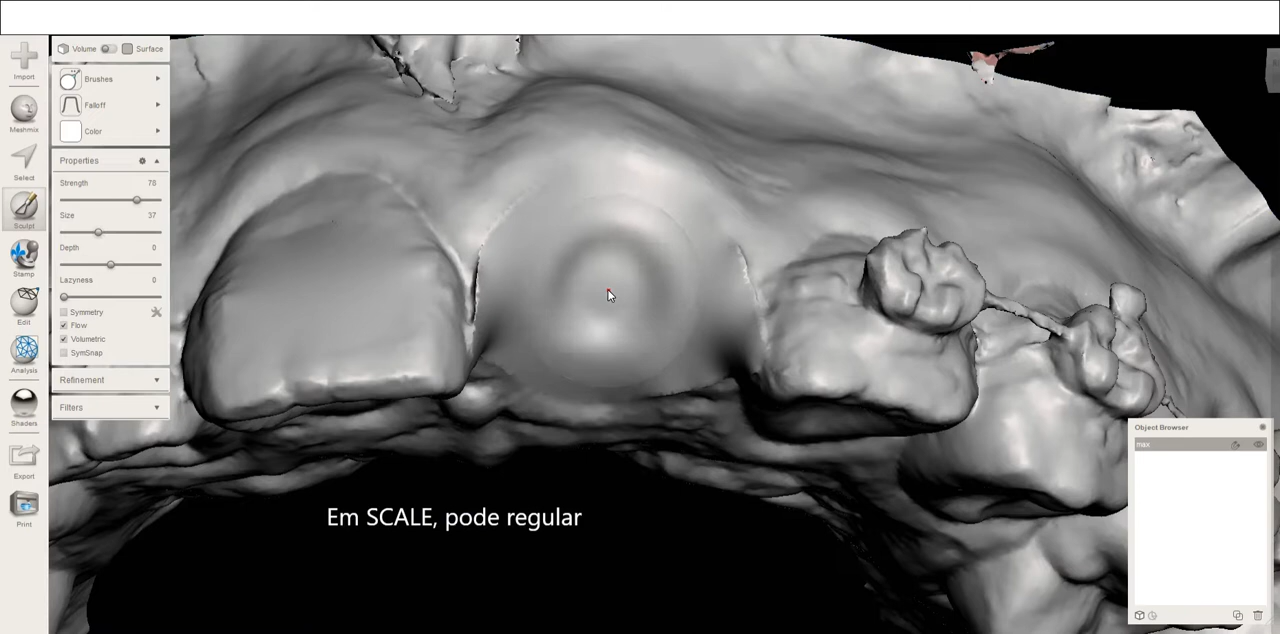 Import
Meshmix
Select
Sculpt
Stamp
Edit
Analysis
Shaders
Export
Print
Volume Surface
Brushes
Falloff
Color
Properties
Strength 78
Size 37
Depth 0
Lazyness 0
Symmetry
Flow
Volumetric
SymSnap
Refinement
Filters
Em SCALE, pode regular
Object Browser
max